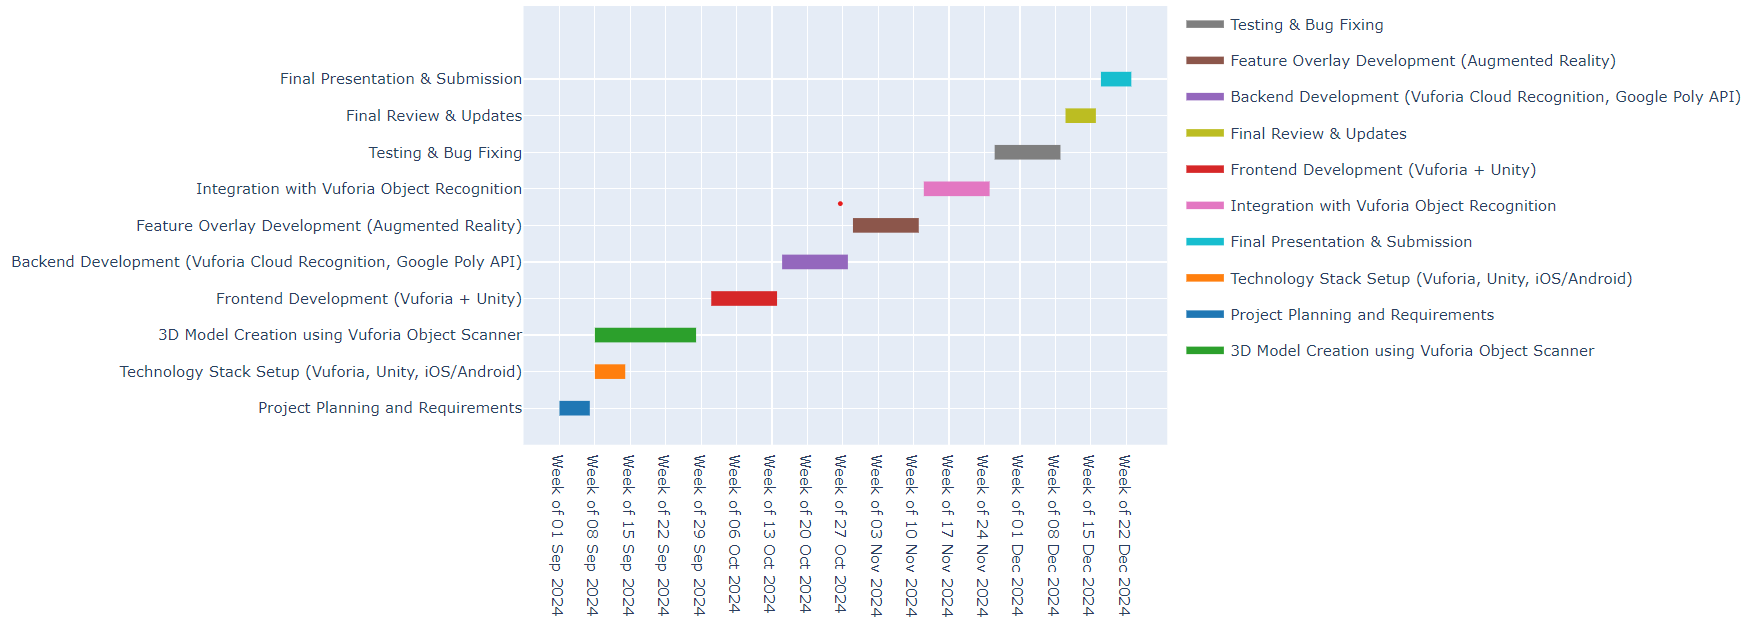 Final Presentation & Submission
Final Review & Updates
Testing & Bug Fixing
Integration with Vuforia Object Recognition
Feature Overlay Development (Augmented Reality)
Backend Development (Vuforia Cloud Recognition, Google Poly API)
Frontend Development (Vuforia + Unity)
3D Model Creation using Vuforia Object Scanner
Technology Stack Setup (Vuforia, Unity, iOS/Android)
Project Planning and Requirements
Week of 01 Sep 2024
Week of 08 Sep 2024
Week of 15 Sep 2024
Week of 22 Sep 2024
Week of 29 Sep 2024
Week of 06 Oct 2024
Week of 13 Oct 2024
Week of 20 Oct 2024
Week of 27 Oct 2024
Week of 03 Nov 2024
Week of 10 Nov 2024
Week of 17 Nov 2024
Week of 24 Nov 2024
Week of 01 Dec 2024
Week of 08 Dec 2024
Week of 15 Dec 2024
Week of 22 Dec 2024
Testing & Bug Fixing
Feature Overlay Development (Augmented Reality)
Backend Development (Vuforia Cloud Recognition, Google Poly API)
Final Review & Updates
Frontend Development (Vuforia + Unity)
Integration with Vuforia Object Recognition
Final Presentation & Submission
Technology Stack Setup (Vuforia, Unity, iOS/Android)
Project Planning and Requirements
3D Model Creation using Vuforia Object Scanner